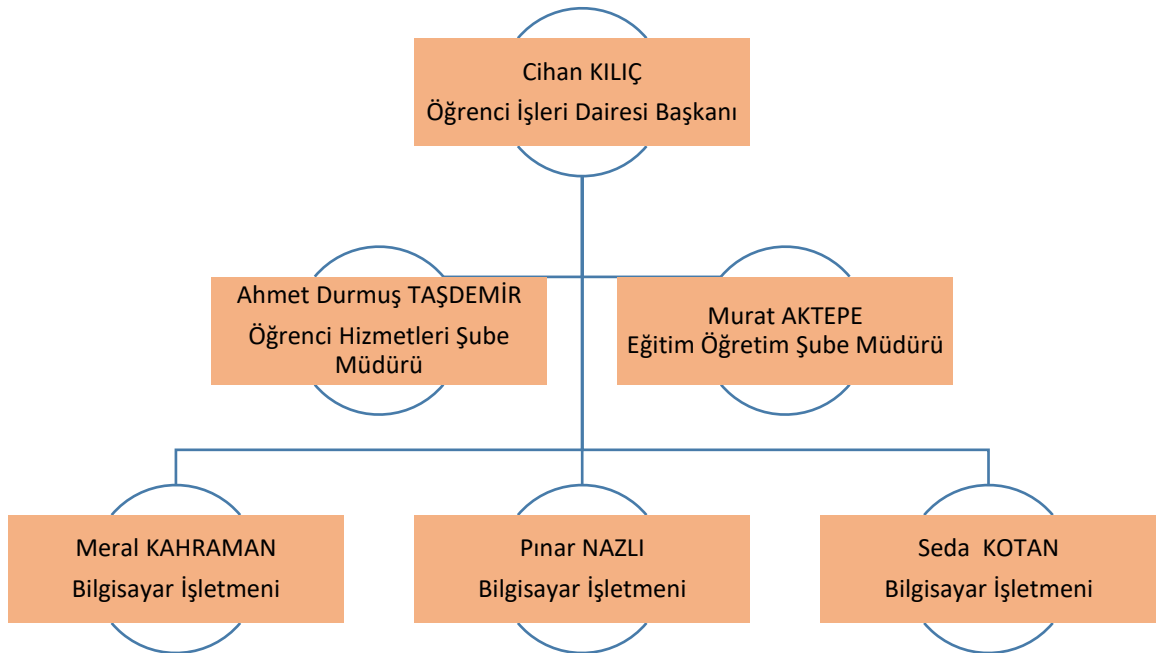 Cihan KILIÇ
Öğrenci İşleri Dairesi Başkanı
Ahmet Durmuş TAŞDEMİR
Öğrenci Hizmetleri Şube
Müdürü
Murat AKTEPE
Eğitim Öğretim Şube Müdürü
Meral KAHRAMAN
Bilgisayar İşletmeni
Pınar NAZLI
Bilgisayar İşletmeni
Seda  KOTAN
Bilgisayar İşletmeni